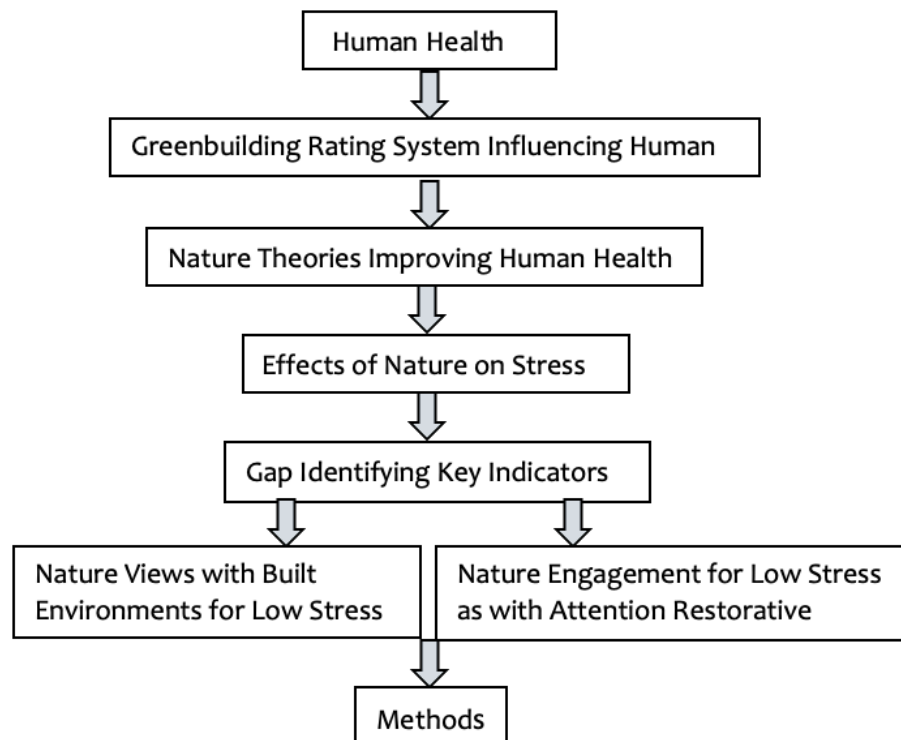 Human Health
Greenbuilding Rating System Influencing Human
Nature Theories Improving Human Health
Effects of Nature on Stress
Gap Identifying Key Indicators
Nature Views with Built
Environments for Low Stress
Nature Engagement for Low Stress
as with Attention Restorative
Methods